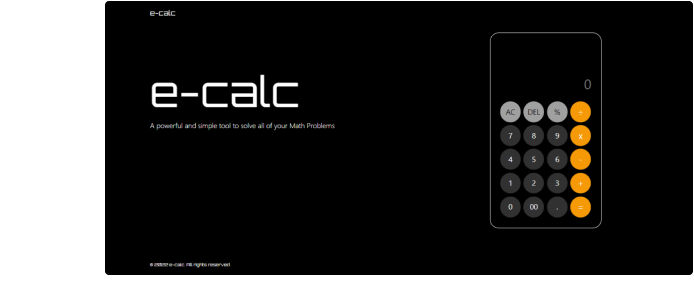 e-calc
e-calc
A powerful and simple tool to solve all of your Math Problems
0
AC DEL % ÷
7 8 9 x
4 5 6 -
1 2 3 +
0 00 . =
© 2022 e-calc. All rights reserved